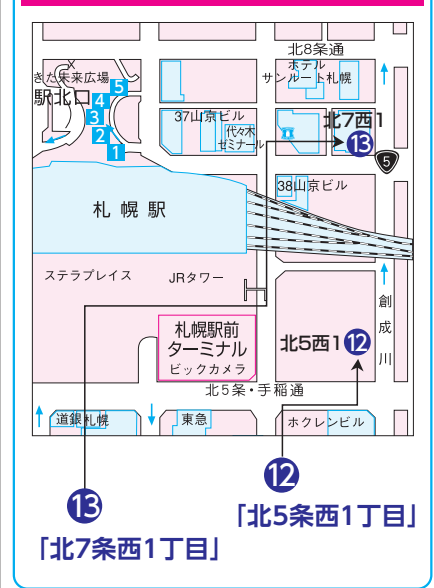 北8条通
X
きた未来広場
ホテル
サンルート札幌
駅北口
5
4
3
2
1
37山京ビル
代々木
ゼミナール
北7西1
13
5
38山京ビル
札幌駅
ステラプレイス
JRタワー
創成川
札幌駅前
ターミナル
ビックカメラ
北5西1 12
北5条・手稲通
道銀札幌
東急
ホクレンビル
13
12
「北5条西1丁目」
「北7条西1丁目」